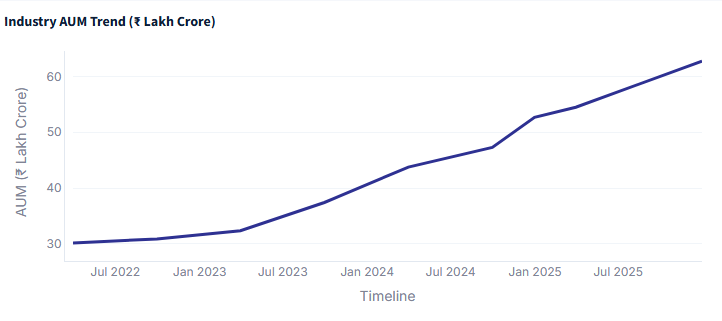 Industry AUM Trend (₹ Lakh Crore)
AUM (₹ Lakh Crore)
60
50
40
30
Jul 2022 Jan 2023 Jul 2023 Jan 2024 Jul 2024 Jan 2025 Jul 2025
Timeline